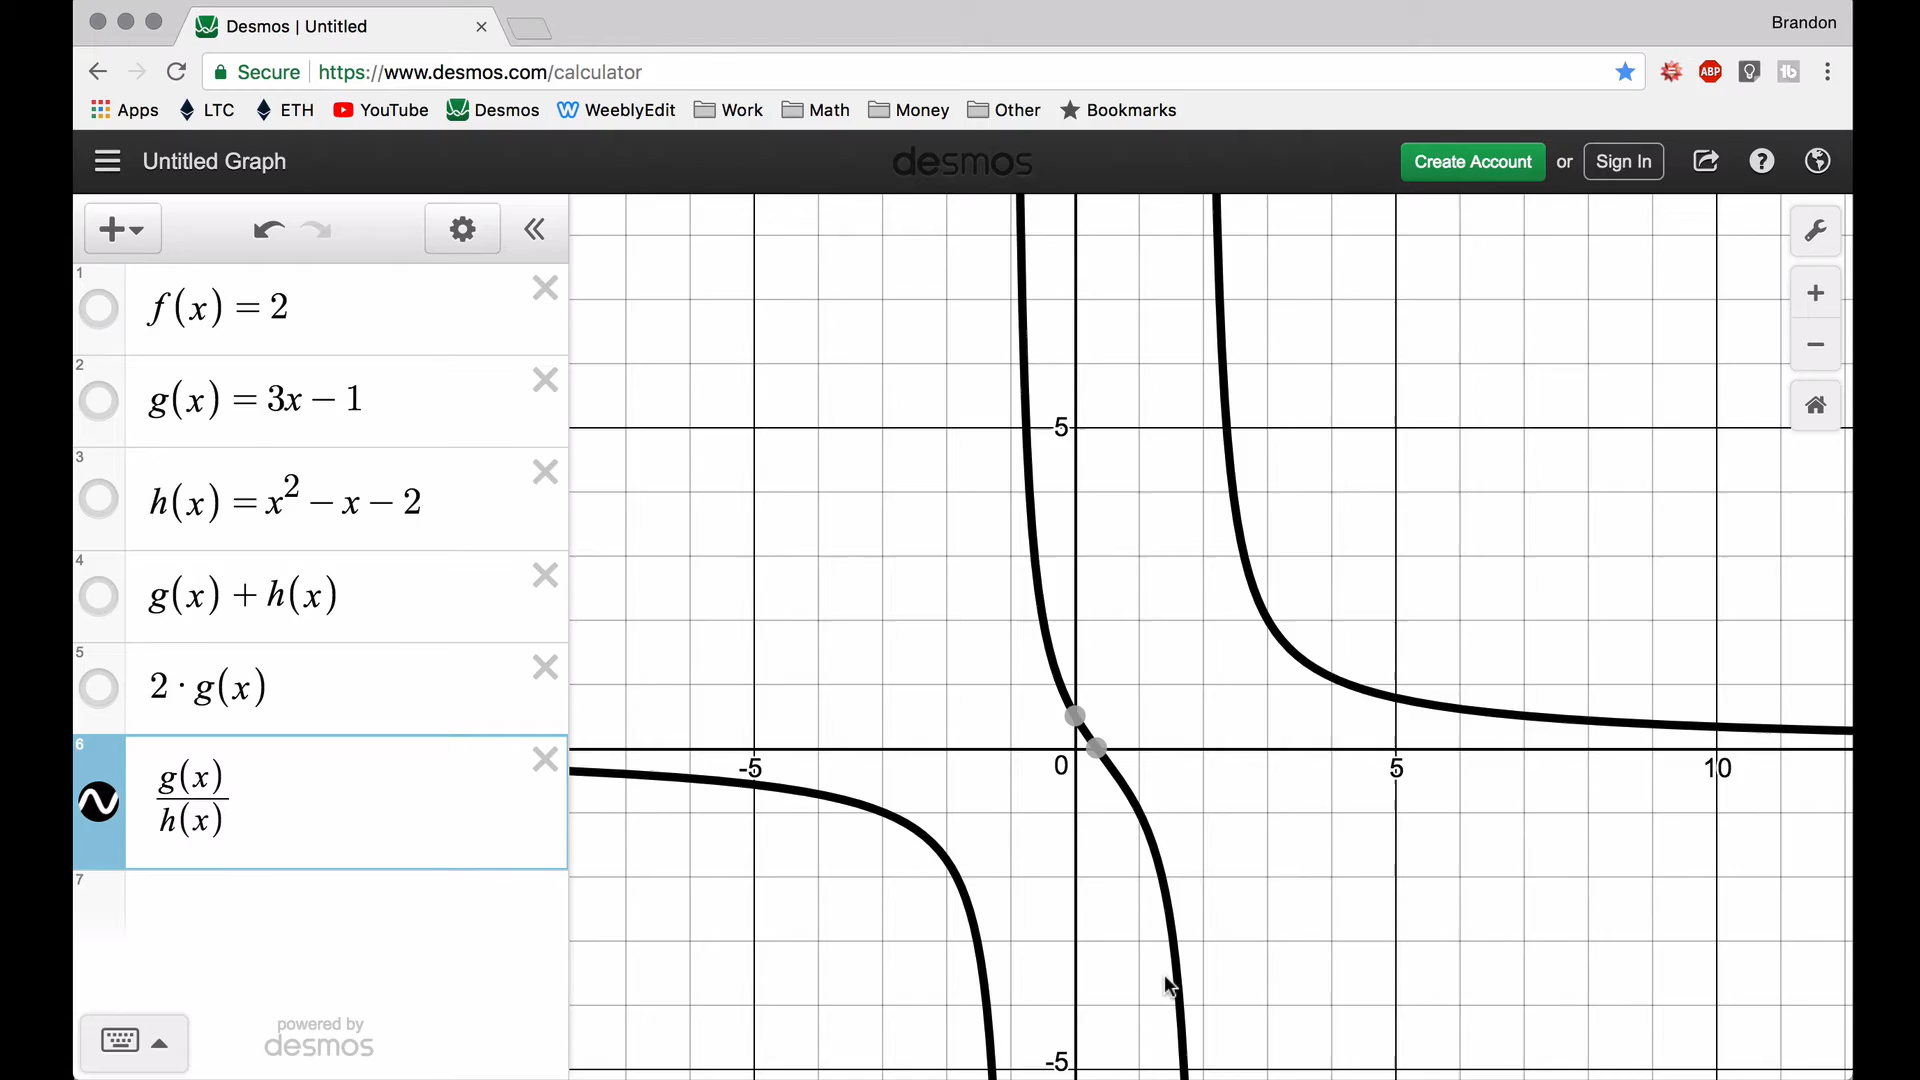 Desmos | Untitled
Brandon
Secure https://www.desmos.com/calculator
ABP
tb
Apps LTC ETH YouTube Desmos WeeblyEdit Work Math Money Other Bookmarks
Untitled Graph
desmos
Create Account or Sign In
1
f(x) = 2
2
g(x) = 3x − 1
3
h(x) = x² − x − 2
4
g(x) + h(x)
5
2 · g(x)
6
g(x)
h(x)
7
powered by
desmos
5
-5 0 5 10
-5